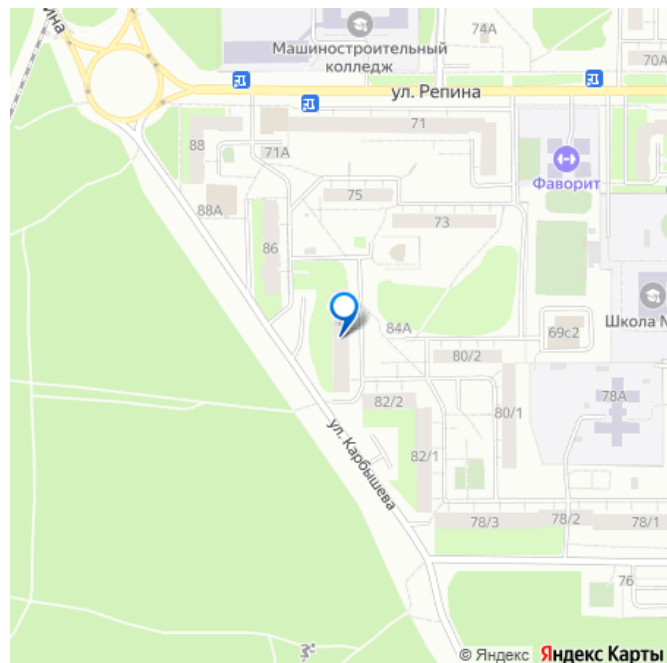 ина
Машиностроительный
колледж
74А
70А
ул. Репина
71
88
71А
Фаворит
75
88А
73
86
84А
69с2
Школа №
80/2
82/2
80/1
78А
ул. Карбышева
82/1
78/3
78/2
78/1
76
© Яндекс Яндекс Карты